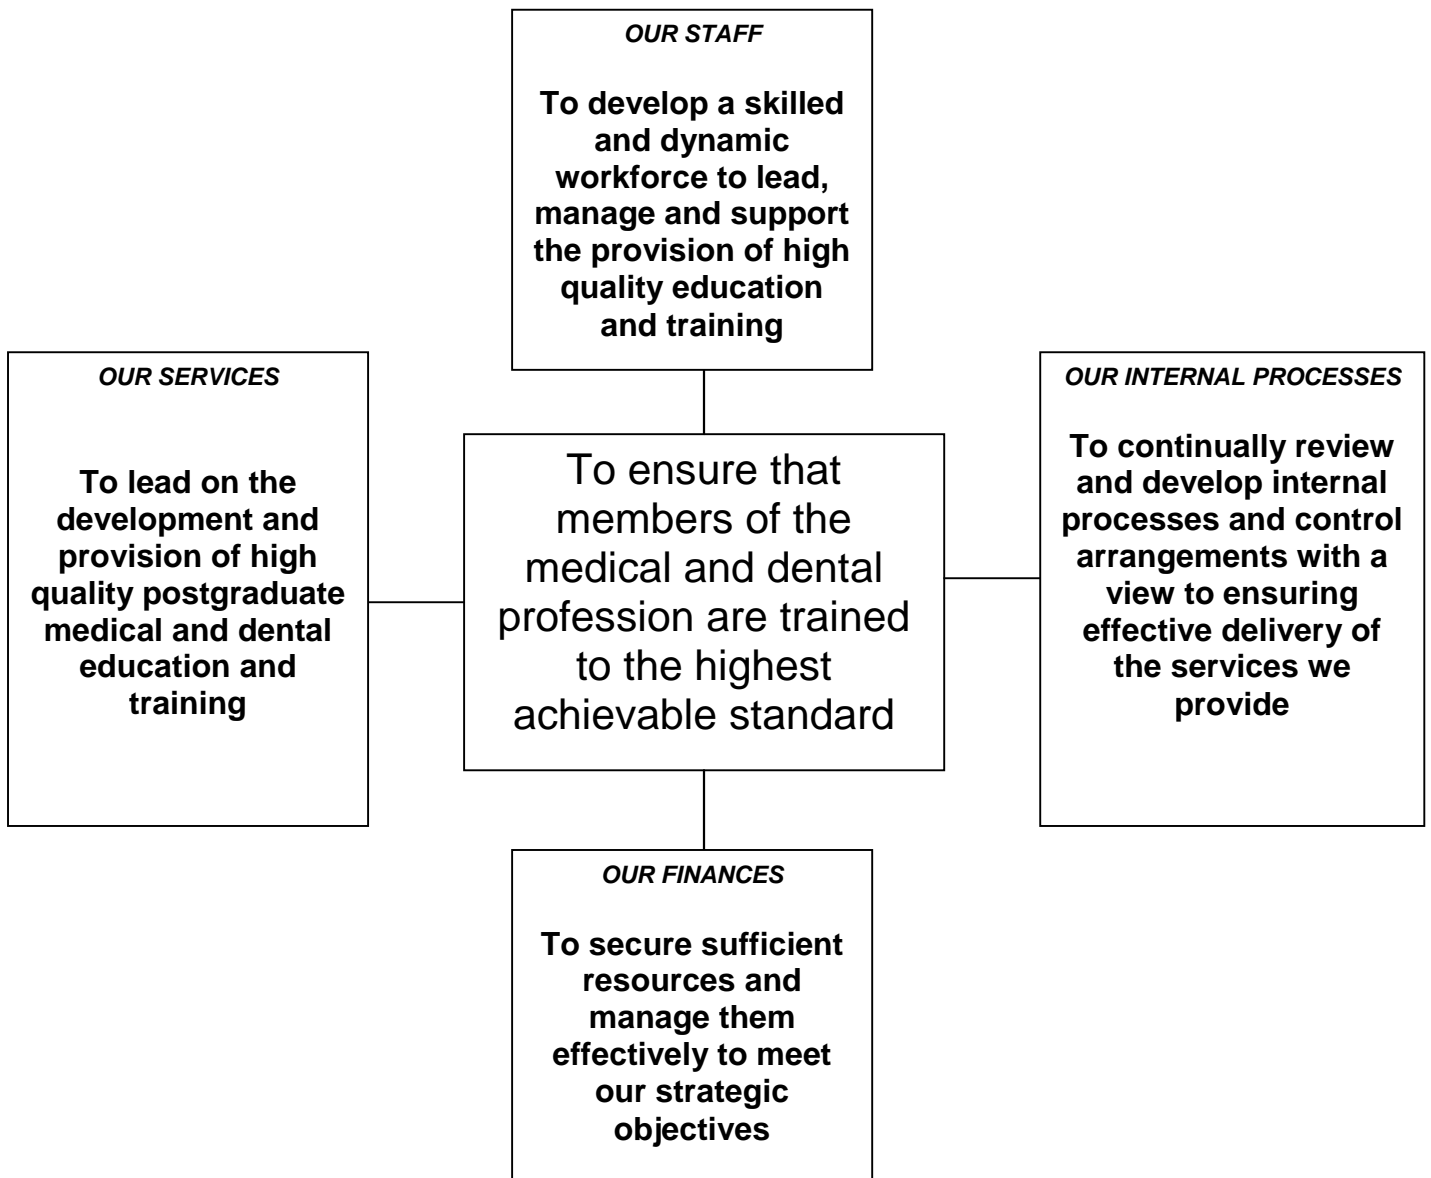 OUR STAFF
To develop a skilled
and dynamic
workforce to lead,
manage and support
the provision of high
quality education
and training
OUR SERVICES
To lead on the
development and
provision of high
quality postgraduate
medical and dental
education and
training
To ensure that
members of the
medical and dental
profession are trained
to the highest
achievable standard
OUR INTERNAL PROCESSES
To continually review
and develop internal
processes and control
arrangements with a
view to ensuring
effective delivery of
the services we
provide
OUR FINANCES
To secure sufficient
resources and
manage them
effectively to meet
our strategic
objectives